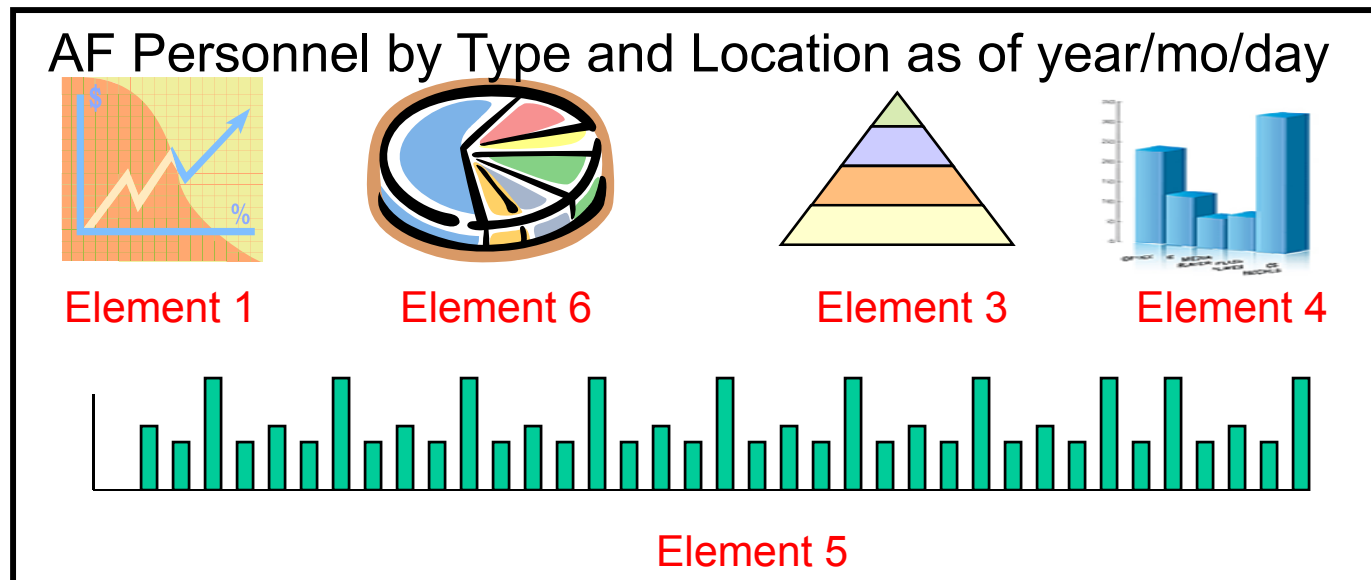 AF Personnel by Type and Location as of year/mo/day
$
%
Element 1
Element 6
Element 3
Element 4
Element 5